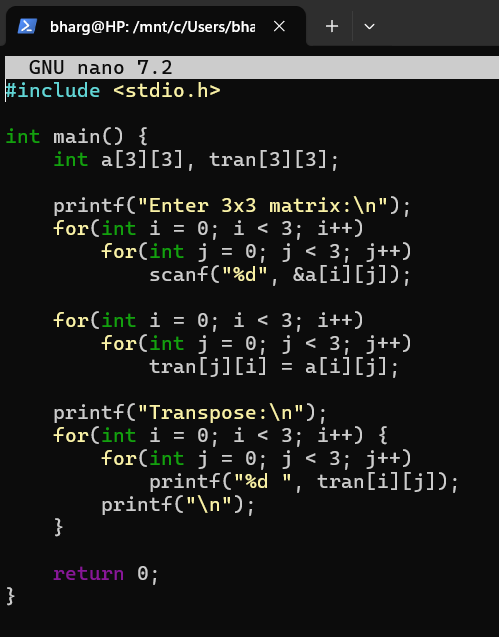 bharg@HP: /mnt/c/Users/bha
GNU nano 7.2
#include <stdio.h>

int main() {
    int a[3][3], tran[3][3];

    printf("Enter 3x3 matrix:\n");
    for(int i = 0; i < 3; i++)
        for(int j = 0; j < 3; j++)
            scanf("%d", &a[i][j]);

    for(int i = 0; i < 3; i++)
        for(int j = 0; j < 3; j++)
            tran[j][i] = a[i][j];

    printf("Transpose:\n");
    for(int i = 0; i < 3; i++) {
        for(int j = 0; j < 3; j++)
            printf("%d ", tran[i][j]);
        printf("\n");
    }

    return 0;
}